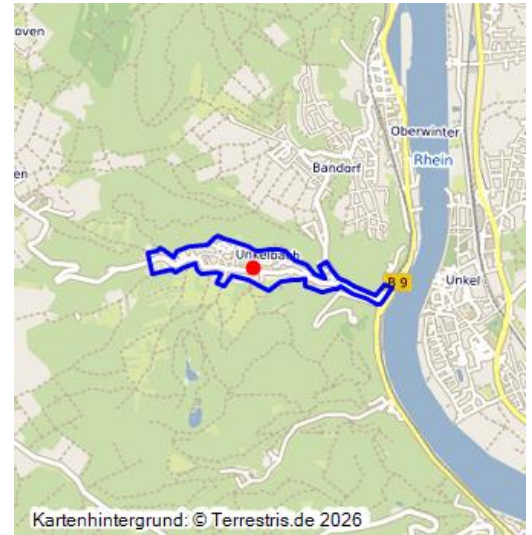 oven
Oberwinter
Rhein
Bandorf
en
Unkelbach
B 9
Unkel
Kartenhintergrund: © Terrestris.de 2026